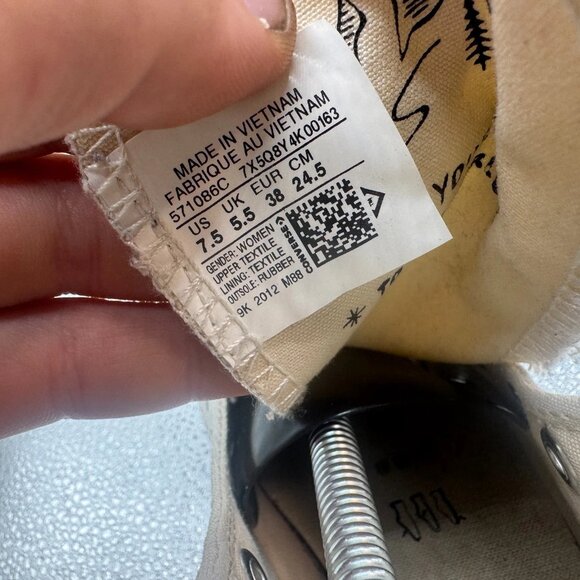 MADE IN VIETNAM
FABRIQUE AU VIETNAM
571086C 7X5Q8Y4K00163
US UK EUR CM
7.5 5.5 38 24.5
GENDER: WOMEN
UPPER: TEXTILE
LINING: TEXTILE
OUTSOLE: RUBBER
CONVERSE
9K 2012 M88